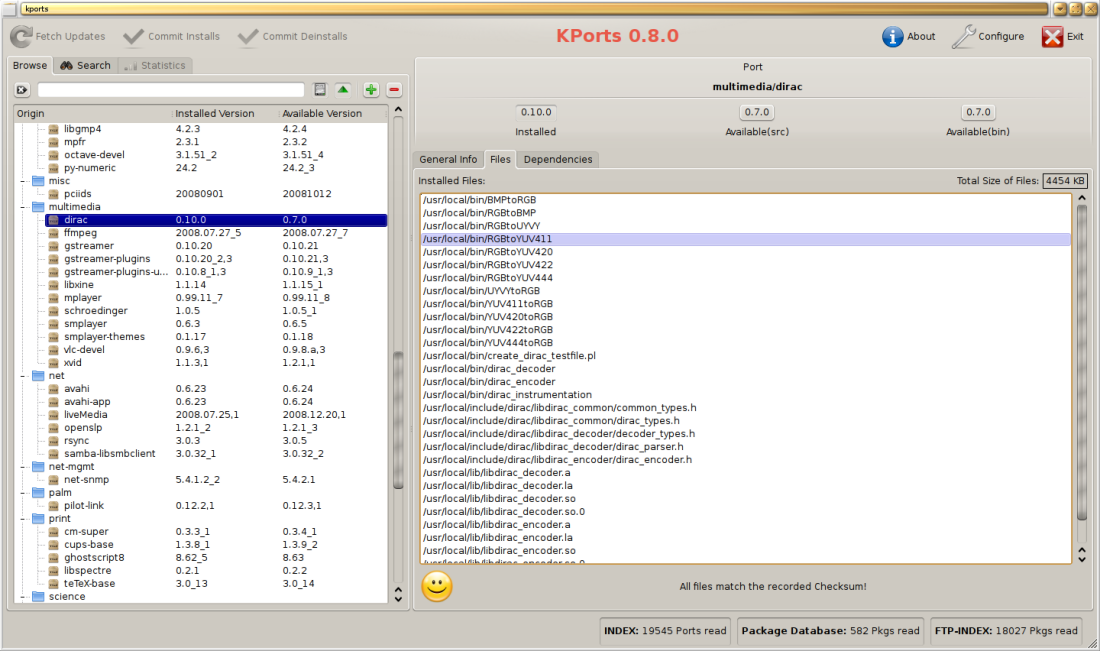 kports
Fetch Updates Commit Installs Commit Deinstalls KPorts 0.8.0 About Configure Exit
Browse Search Statistics
Origin Installed Version Available Version
libgmp4 4.2.3 4.2.4
mpfr 2.3.1 2.3.2
octave-devel 3.1.51_2 3.1.51_4
py-numeric 24.2 24.2_3
misc
pciids 20080901 20081012
multimedia
dirac 0.10.0 0.7.0
ffmpeg 2008.07.27_5 2008.07.27_7
gstreamer 0.10.20 0.10.21
gstreamer-plugins 0.10.20_2,3 0.10.21,3
gstreamer-plugins-u... 0.10.8_1,3 0.10.9_1,3
libxine 1.1.14 1.1.15_1
mplayer 0.99.11_7 0.99.11_8
schroedinger 1.0.5 1.0.5_1
smplayer 0.6.3 0.6.5
smplayer-themes 0.1.17 0.1.18
vlc-devel 0.9.6,3 0.9.8.a,3
xvid 1.1.3,1 1.2.1,1
net
avahi 0.6.23 0.6.24
avahi-app 0.6.23 0.6.24
liveMedia 2008.07.25,1 2008.12.20,1
openslp 1.2.1_2 1.2.1_3
rsync 3.0.3 3.0.5
samba-libsmbclient 3.0.32_1 3.0.32_2
net-mgmt
net-snmp 5.4.1.2_2 5.4.2.1
palm
pilot-link 0.12.2,1 0.12.3,1
print
cm-super 0.3.3_1 0.3.4_1
cups-base 1.3.8_1 1.3.9_2
ghostscript8 8.62_5 8.63
libspectre 0.2.1 0.2.2
teTeX-base 3.0_13 3.0_14
science
Port
multimedia/dirac
0.10.0 0.7.0 0.7.0
Installed Available(src) Available(bin)
General Info Files Dependencies
Installed Files: Total Size of Files: 4454 KB
/usr/local/bin/BMPtoRGB
/usr/local/bin/RGBtoBMP
/usr/local/bin/RGBtoUYVY
/usr/local/bin/RGBtoYUV411
/usr/local/bin/RGBtoYUV420
/usr/local/bin/RGBtoYUV422
/usr/local/bin/RGBtoYUV444
/usr/local/bin/UYVYtoRGB
/usr/local/bin/YUV411toRGB
/usr/local/bin/YUV420toRGB
/usr/local/bin/YUV422toRGB
/usr/local/bin/YUV444toRGB
/usr/local/bin/create_dirac_testfile.pl
/usr/local/bin/dirac_decoder
/usr/local/bin/dirac_encoder
/usr/local/bin/dirac_instrumentation
/usr/local/include/dirac/libdirac_common/common_types.h
/usr/local/include/dirac/libdirac_common/dirac_types.h
/usr/local/include/dirac/libdirac_decoder/decoder_types.h
/usr/local/include/dirac/libdirac_decoder/dirac_parser.h
/usr/local/include/dirac/libdirac_encoder/dirac_encoder.h
/usr/local/lib/libdirac_decoder.a
/usr/local/lib/libdirac_decoder.la
/usr/local/lib/libdirac_decoder.so
/usr/local/lib/libdirac_decoder.so.0
/usr/local/lib/libdirac_encoder.a
/usr/local/lib/libdirac_encoder.la
/usr/local/lib/libdirac_encoder.so
/usr/local/lib/libdirac_encoder.so.0
All files match the recorded Checksum!
INDEX: 19545 Ports read Package Database: 582 Pkgs read FTP-INDEX: 18027 Pkgs read